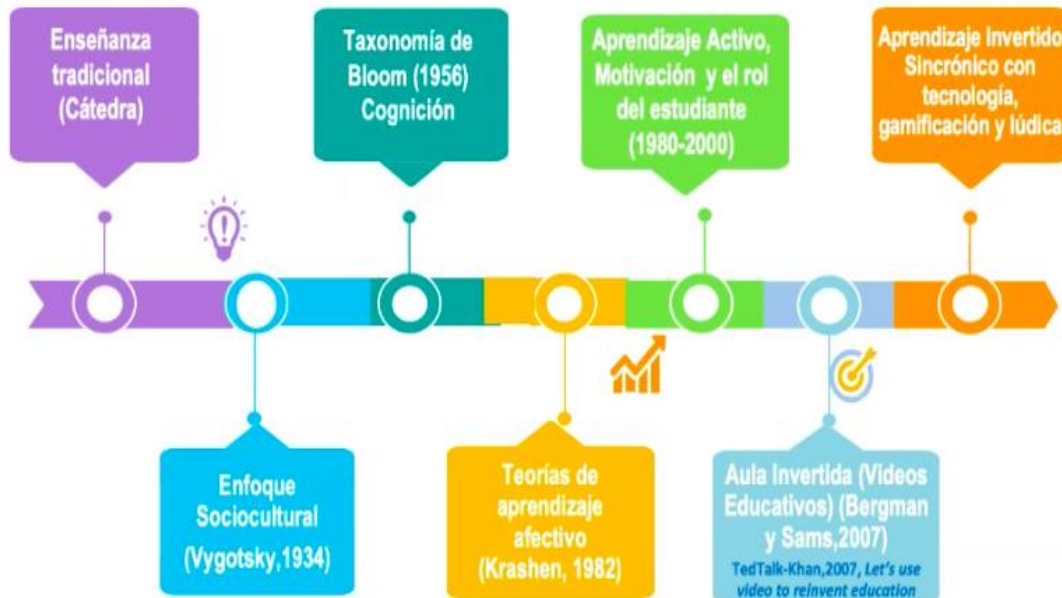 Enseñanza
tradicional
(Cátedra)
Taxonomía de
Bloom (1956)
Cognición
Aprendizaje Activo,
Motivación y el rol
del estudiante
(1980-2000)
Aprendizaje Invertido
Sincrónico con
tecnología,
gamificación y lúdica
Enfoque
Sociocultural
(Vygotsky,1934)
Teorías de
aprendizaje
afectivo
(Krashen, 1982)
Aula Invertida (Videos
Educativos) (Bergman
y Sams,2007)
TedTalk-Khan,2007, Let's use
video to reinvent education